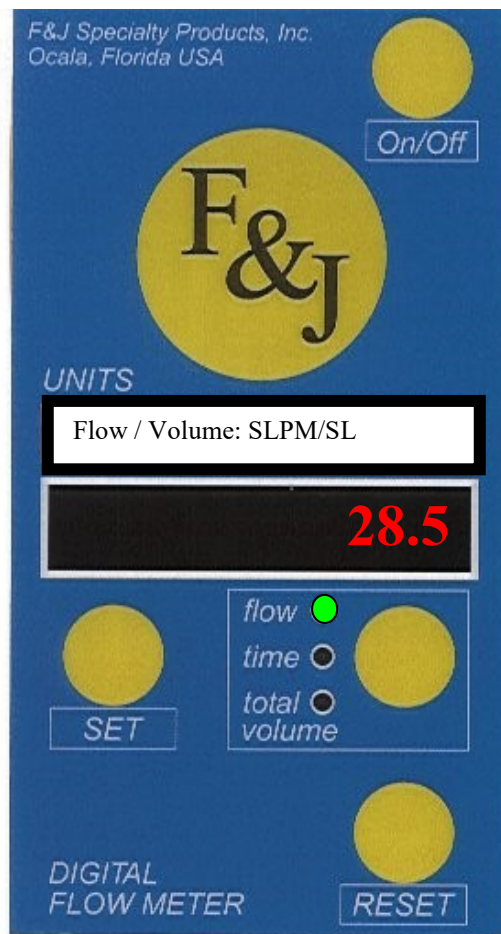 F&J Specialty Products, Inc.
Ocala, Florida USA
On/Off
F&J
UNITS
Flow / Volume: SLPM/SL
28.5
flow
time
total
volume
SET
DIGITAL
FLOW METER
RESET